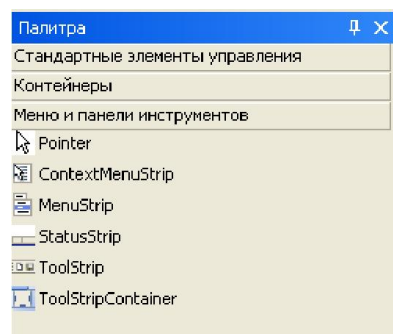 Палитра
Стандартные элементы управления
Контейнеры
Меню и панели инструментов
Pointer
ContextMenuStrip
MenuStrip
StatusStrip
ToolStrip
ToolStripContainer